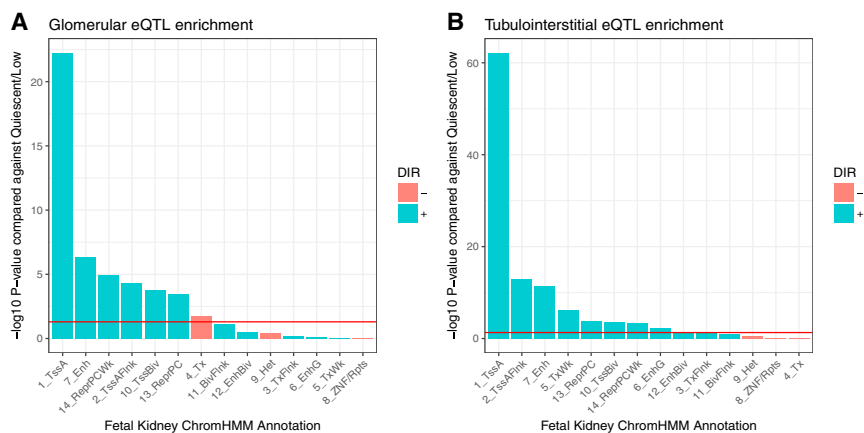 A
Glomerular eQTL enrichment
−log10 P−value compared against Quiescent/Low
20
15
10
5
0
1_TssA
7_Enh
14_ReprPCWk
2_TssAFlnk
10_TssBiv
13_ReprPC
4_Tx
11_BivFlnk
12_EnhBiv
9_Het
3_TxFlnk
6_EnhG
5_TxWk
8_ZNF/Rpts
Fetal Kidney ChromHMM Annotation
DIR
−
+
B
Tubulointerstitial eQTL enrichment
−log10 P−value compared against Quiescent/Low
60
40
20
0
1_TssA
2_TssAFlnk
7_Enh
5_TxWk
13_ReprPC
10_TssBiv
14_ReprPCWk
6_EnhG
12_EnhBiv
3_TxFlnk
11_BivFlnk
9_Het
8_ZNF/Rpts
4_Tx
Fetal Kidney ChromHMM Annotation
DIR
−
+